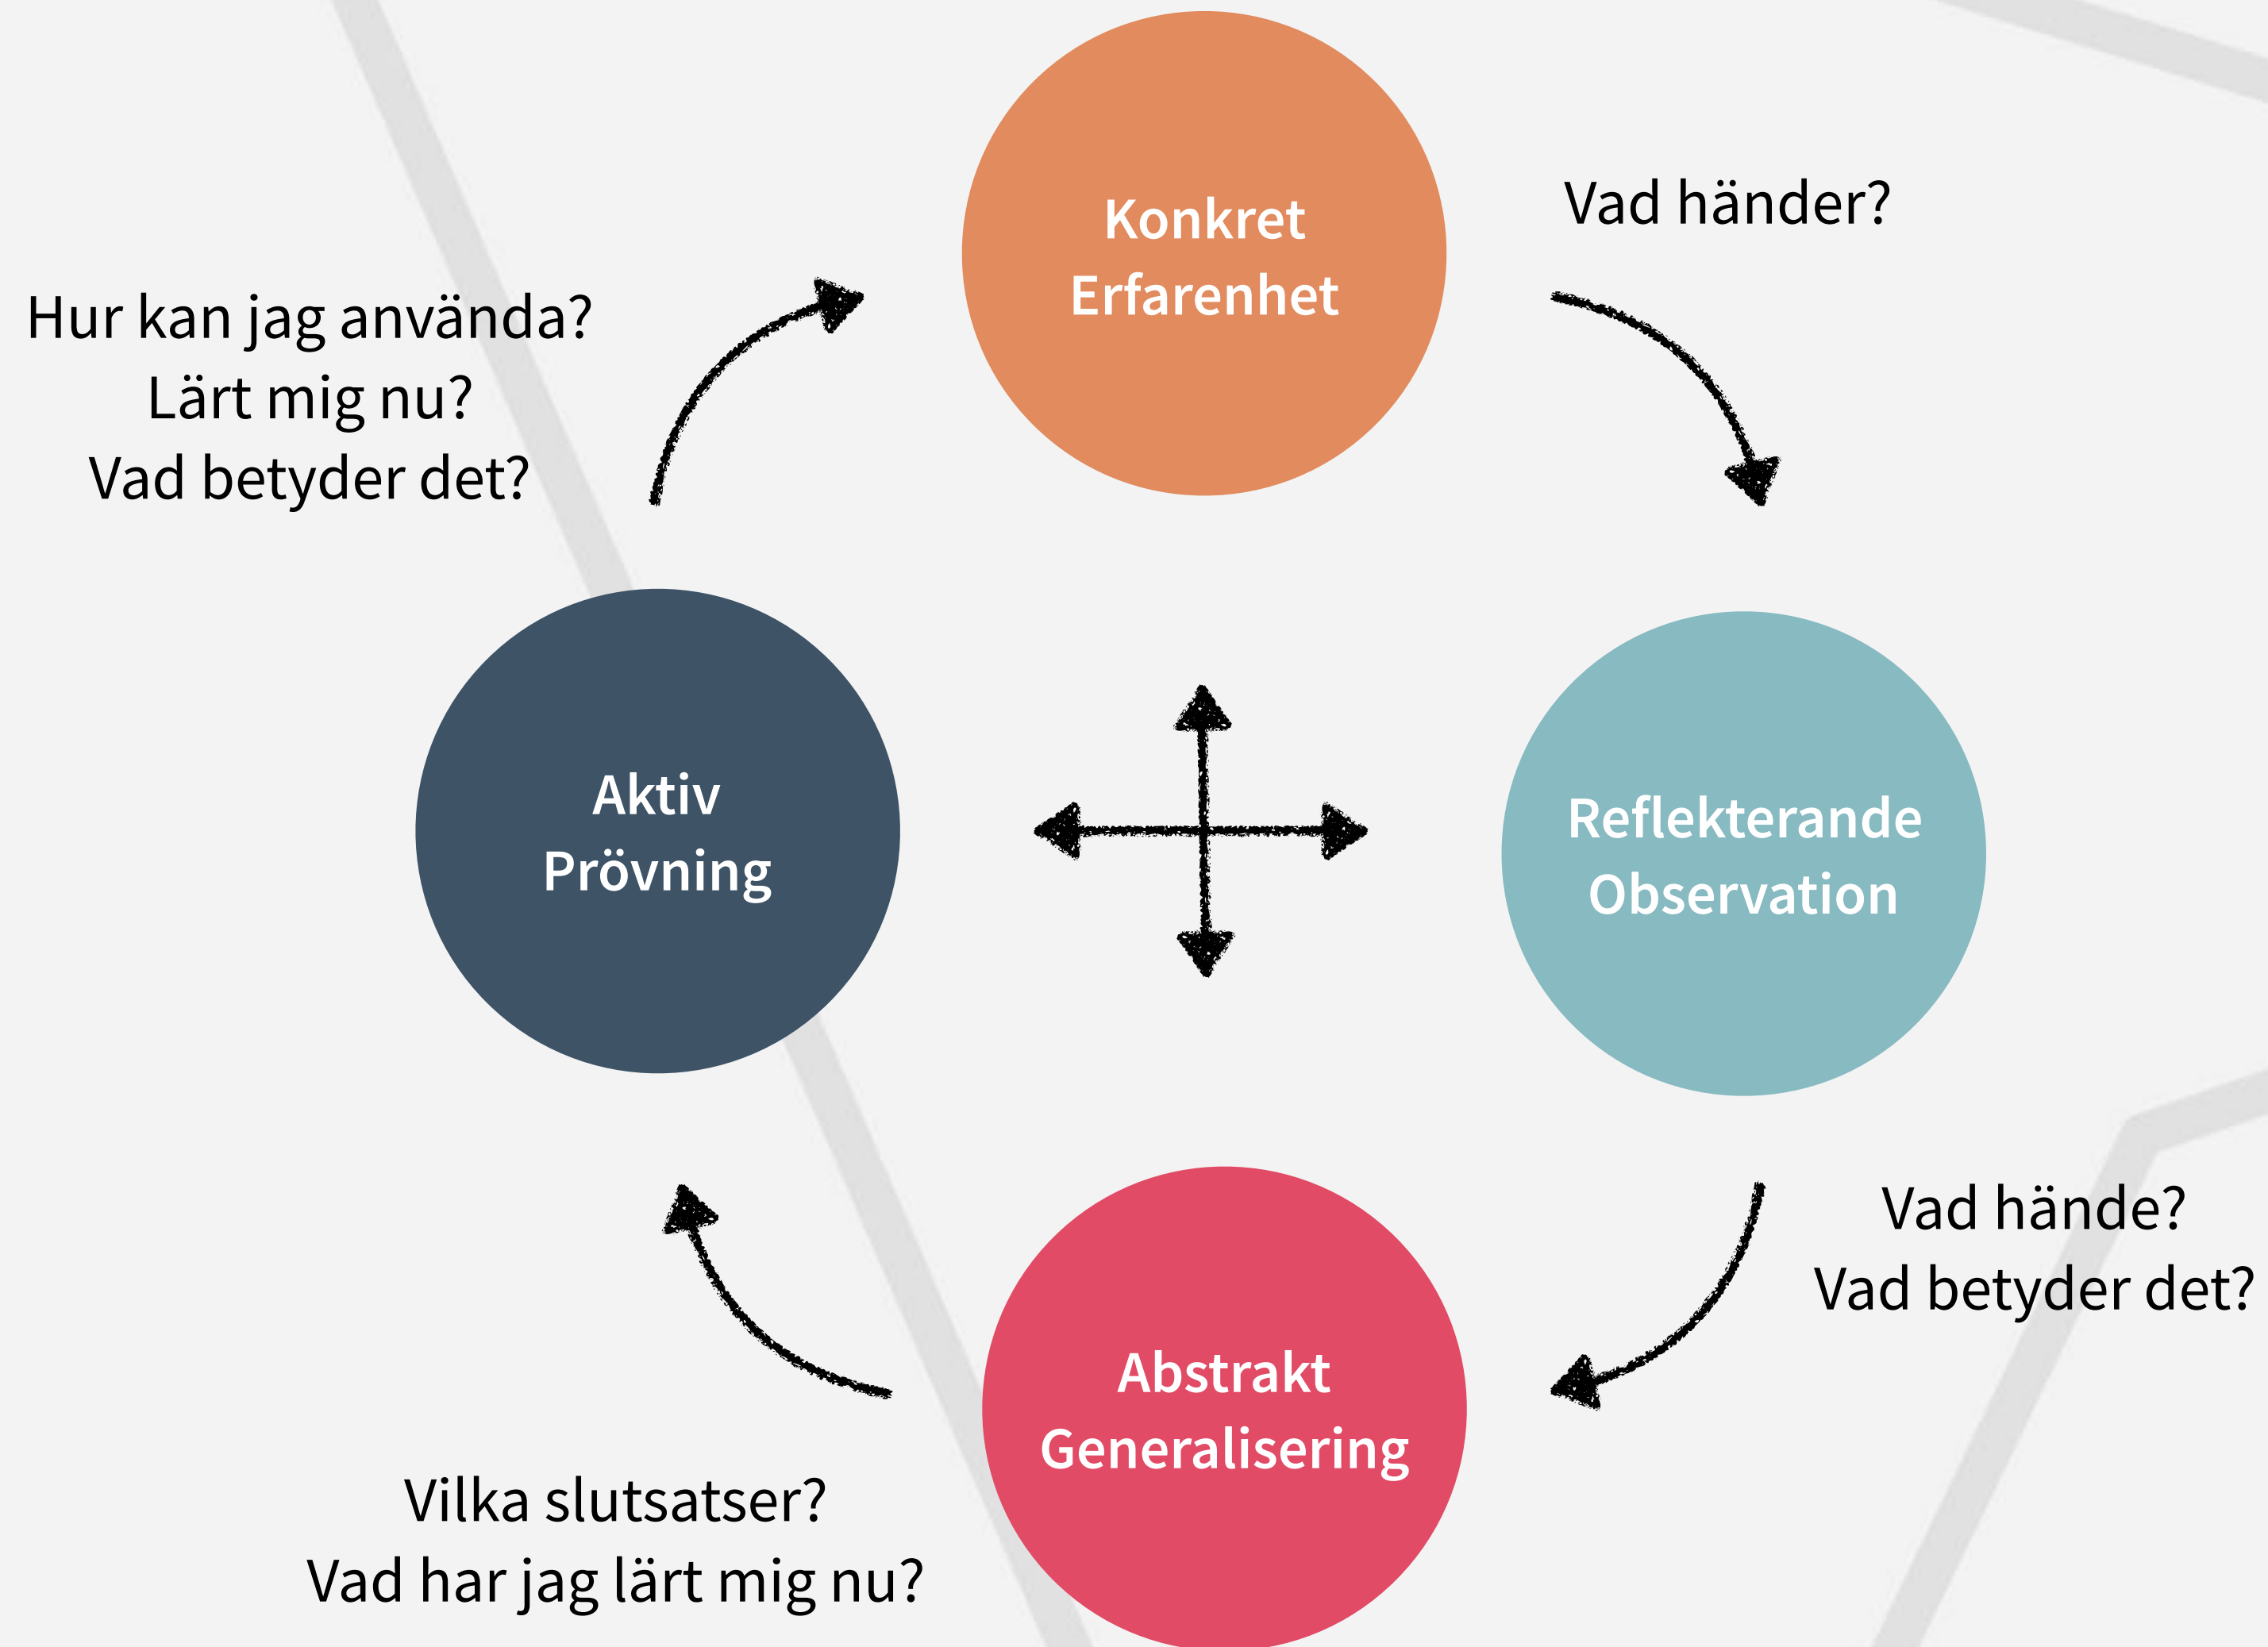 Konkret
Erfarenhet
Vad händer?
Hur kan jag använda?
Lärt mig nu?
Vad betyder det?
Aktiv
Prövning
Reflekterande
Observation
Vad hände?
Vad betyder det?
Abstrakt
Generalisering
Vilka slutsatser?
Vad har jag lärt mig nu?